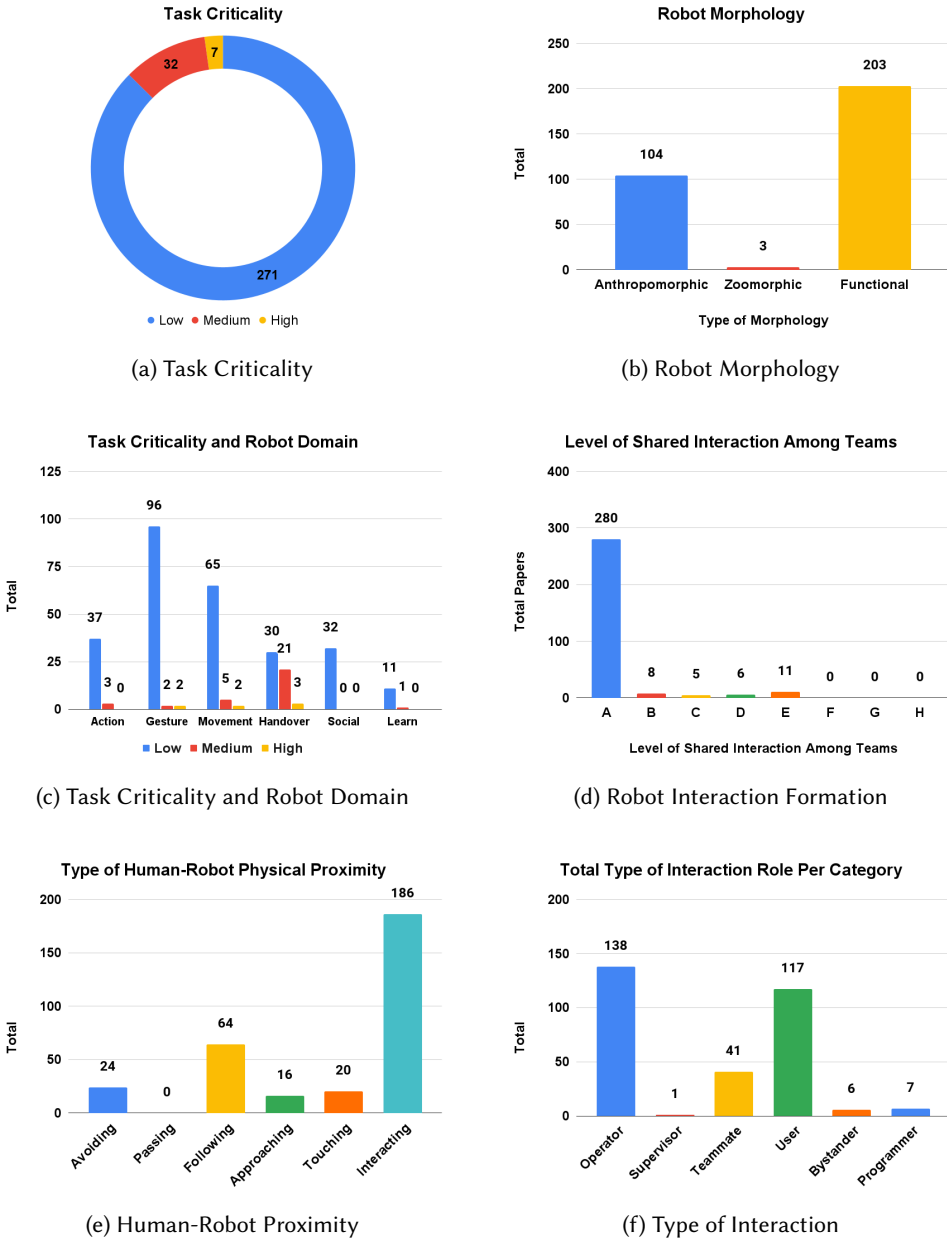 Task Criticality
32
7
271
Low Medium High
(a) Task Criticality
Robot Morphology
Total
250
200
150
100
50
0
104
3
203
Anthropomorphic Zoomorphic Functional
Type of Morphology
(b) Robot Morphology
Task Criticality and Robot Domain
Total
125
100
75
50
25
0
37
3
0
96
2
2
65
5
2
30
21
3
32
0
0
11
1
0
Action Gesture Movement Handover Social Learn
Low Medium High
(c) Task Criticality and Robot Domain
Level of Shared Interaction Among Teams
Total Papers
400
300
200
100
0
280
8
5
6
11
0
0
0
A B C D E F G H
Level of Shared Interaction Among Teams
(d) Robot Interaction Formation
Type of Human-Robot Physical Proximity
Total
200
150
100
50
0
24
0
64
16
20
186
Avoiding
Passing
Following
Approaching
Touching
Interacting
(e) Human-Robot Proximity
Total Type of Interaction Role Per Category
Total
200
150
100
50
0
138
1
41
117
6
7
Operator
Supervisor
Teammate
User
Bystander
Programmer
(f) Type of Interaction